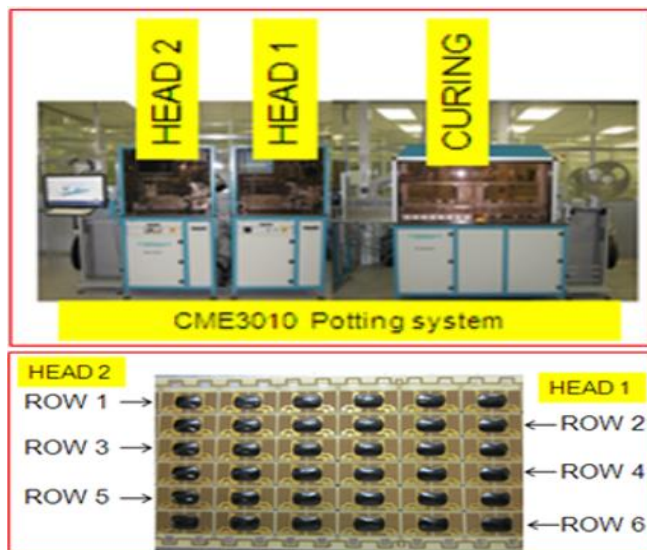 HEAD 2
HEAD 1
CURING
CME3010 Potting system
HEAD 2
HEAD 1
ROW 1
ROW 2
ROW 3
ROW 4
ROW 5
ROW 6